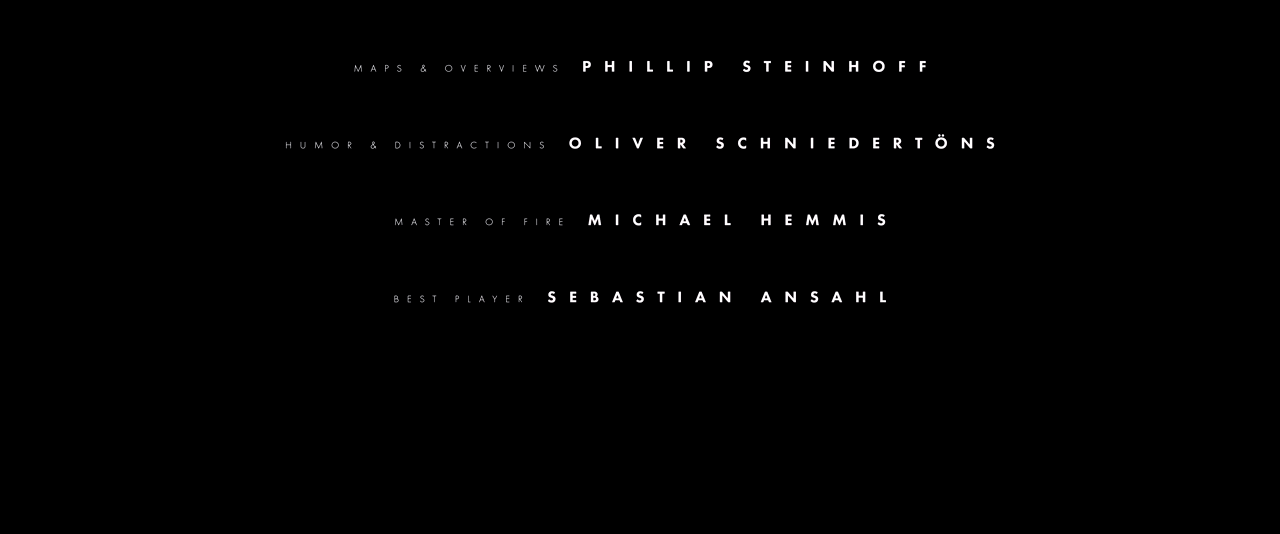 MAPS & OVERVIEWS PHILLIP STEINHOFF
HUMOR & DISTRACTIONS OLIVER SCHNIEDERTÖNS
MASTER OF FIRE MICHAEL HEMMIS
BEST PLAYER SEBASTIAN ANSAHL